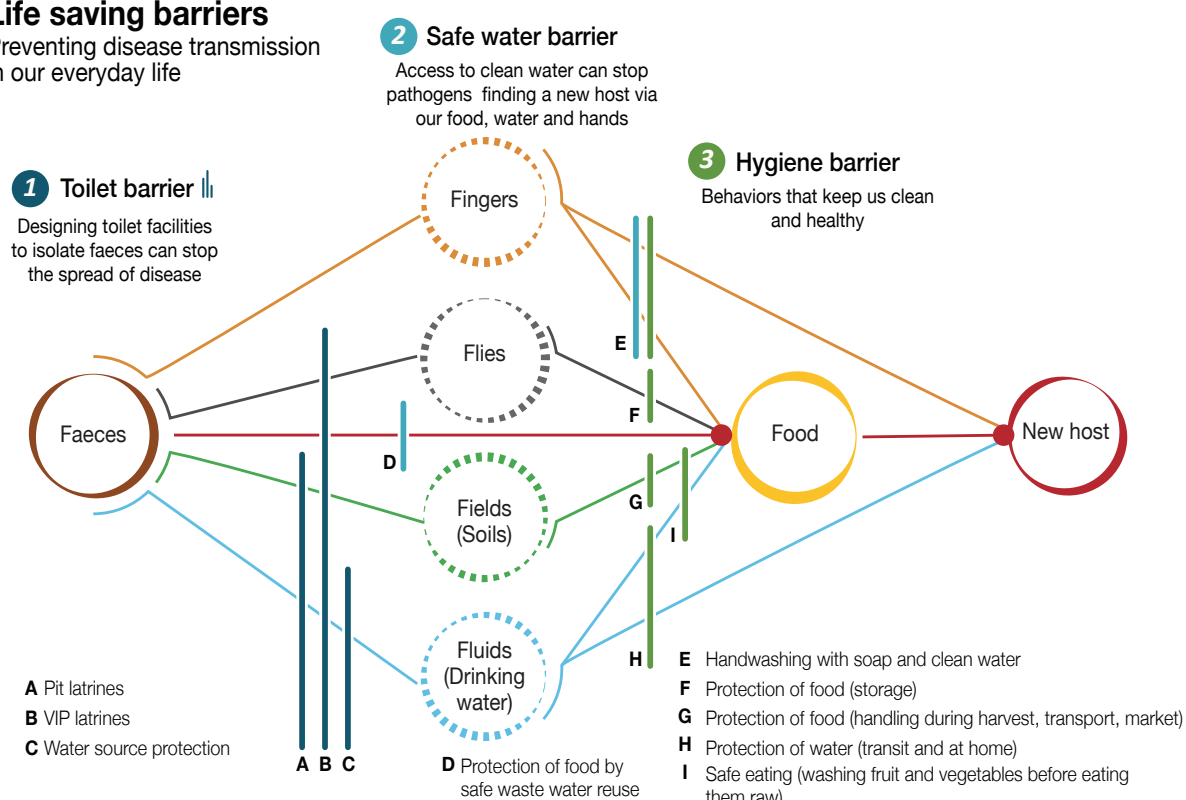 Life saving barriers
Preventing disease transmission
in our everyday life
2 Safe water barrier
Access to clean water can stop
pathogens finding a new host via
our food, water and hands
3 Hygiene barrier
Behaviors that keep us clean
and healthy
1 Toilet barrier
Designing toilet facilities
to isolate faeces can stop
the spread of disease
Fingers
Flies
Faeces
Fields
(Soils)
Fluids
(Drinking
water)
Food
New host
E
F
D
G
I
H
A B C
A Pit latrines
B VIP latrines
C Water source protection
D Protection of food by
safe waste water reuse
E Handwashing with soap and clean water
F Protection of food (storage)
G Protection of food (handling during harvest, transport, market)
H Protection of water (transit and at home)
I Safe eating (washing fruit and vegetables before eating
them raw)